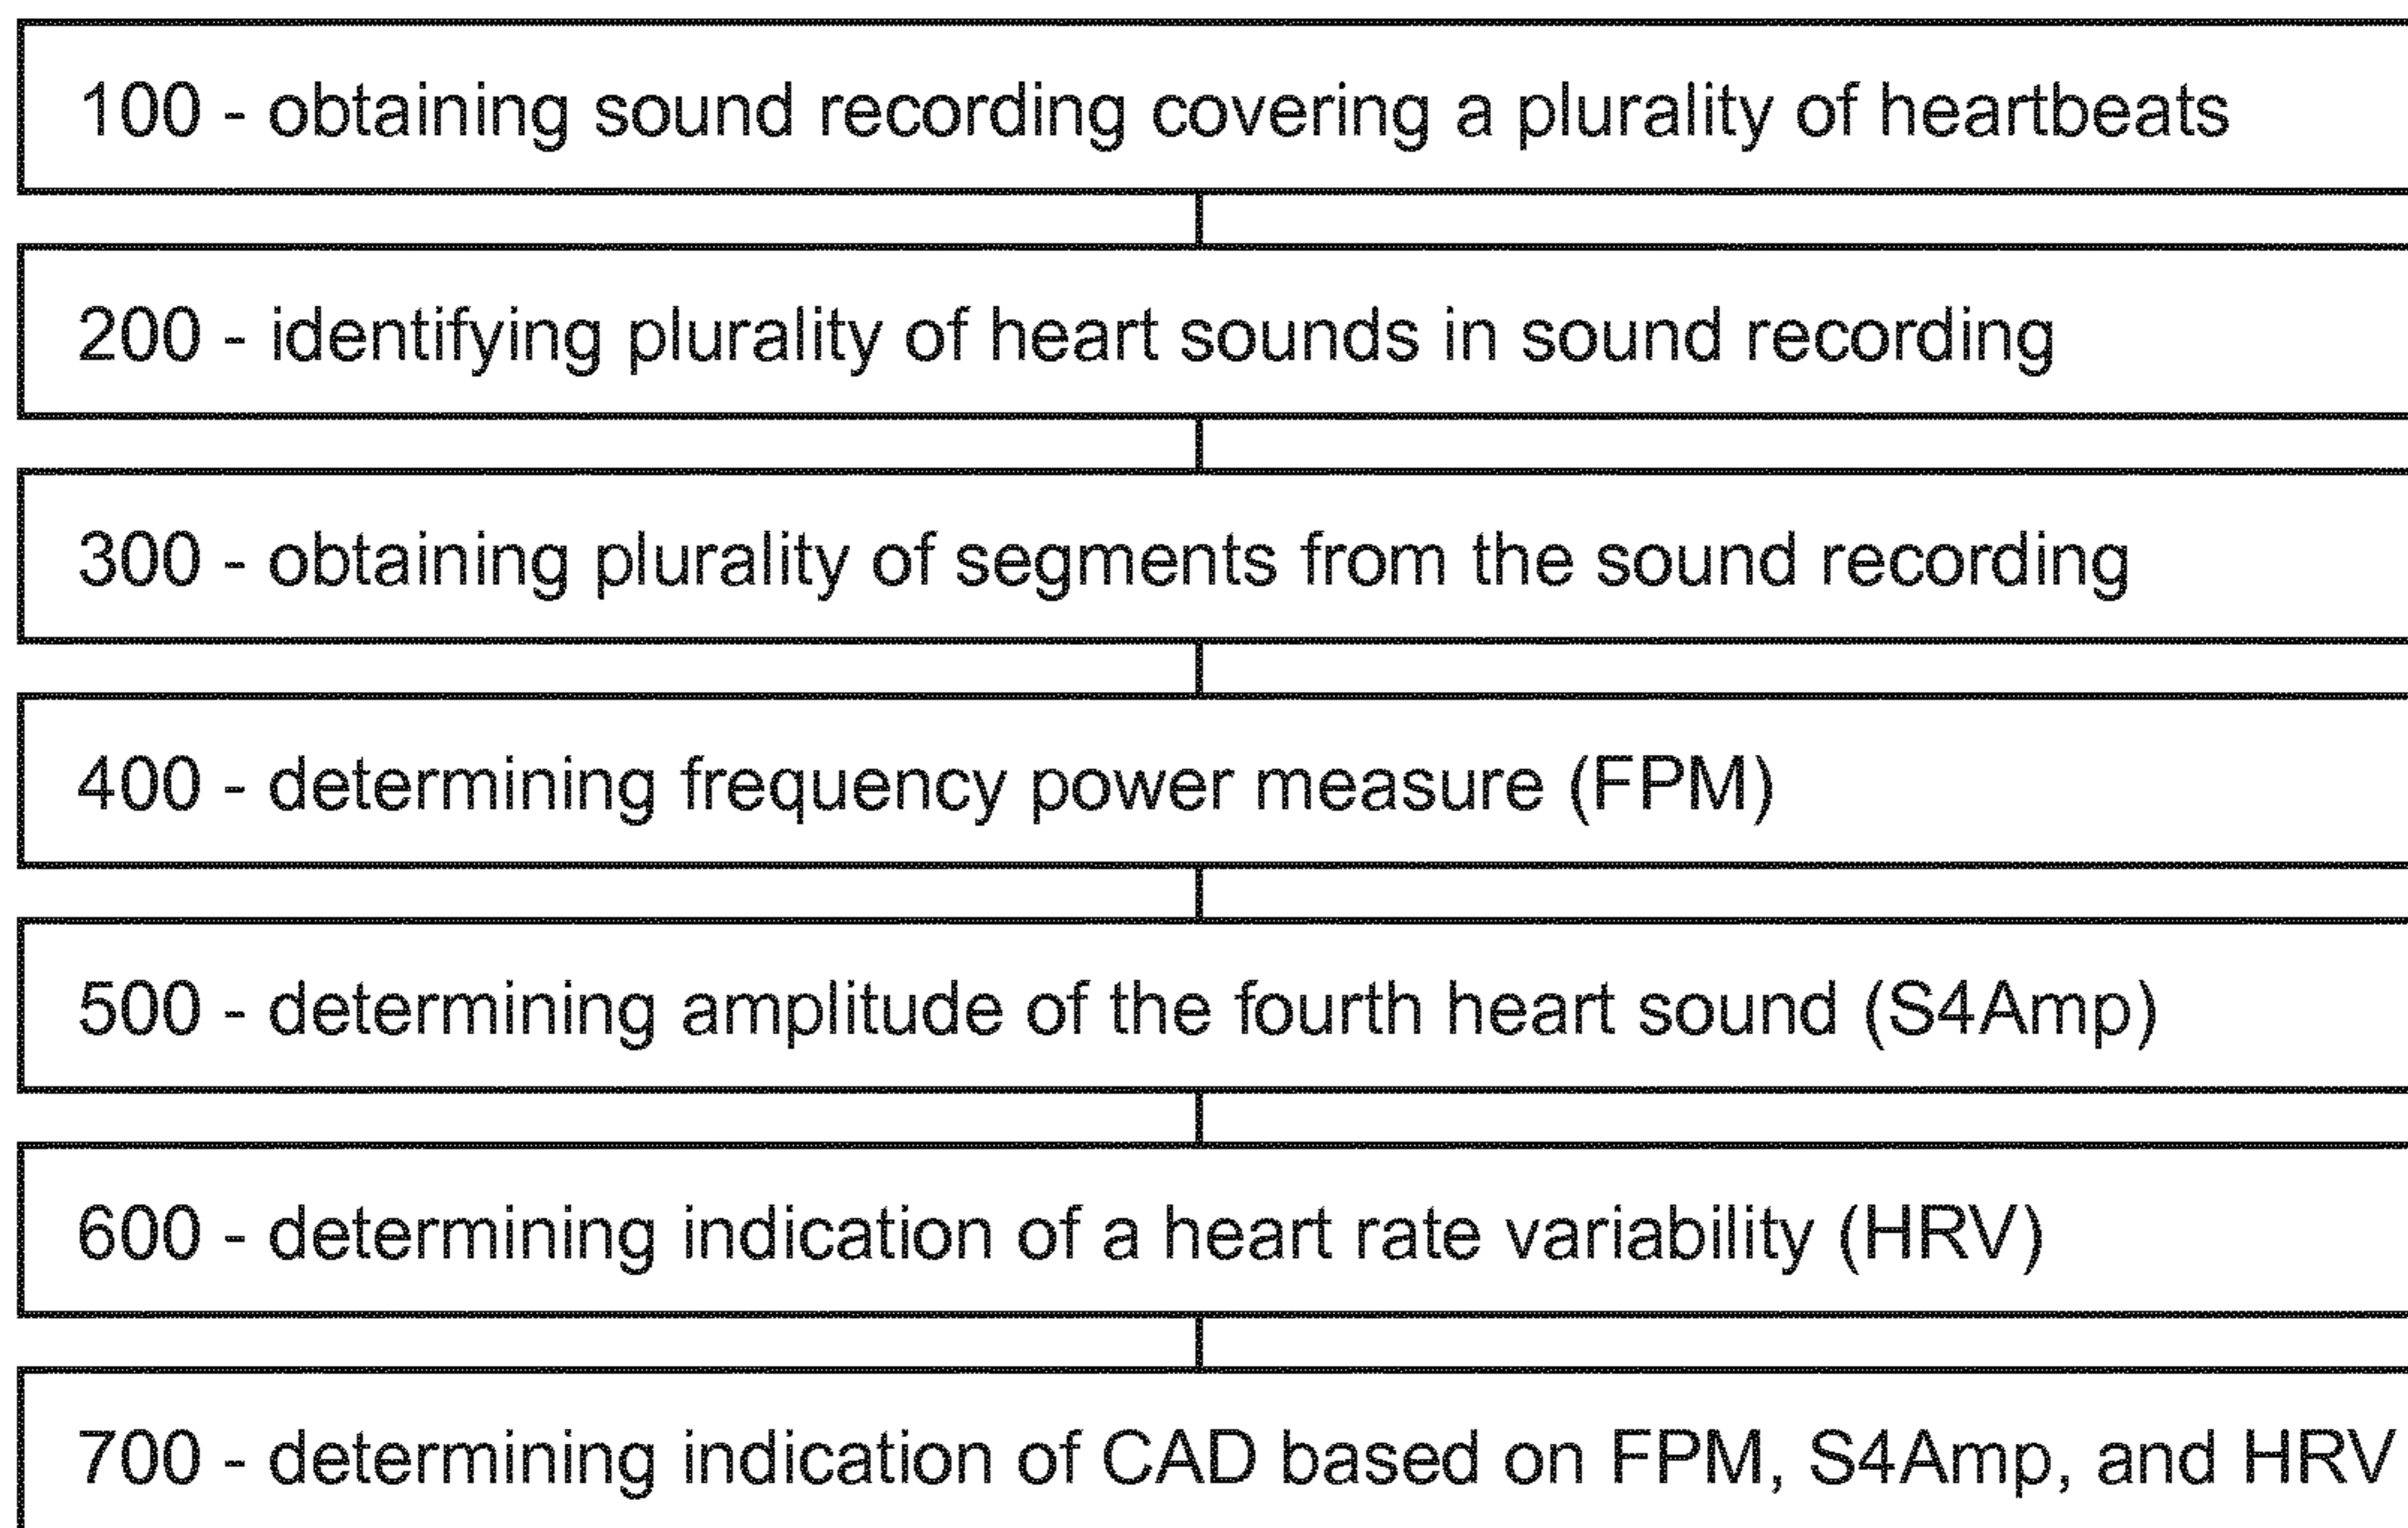 100 - obtaining sound recording covering a plurality of heartbeats
200 - identifying plurality of heart sounds in sound recording
300 - obtaining plurality of segments from the sound recording
400 - determining frequency power measure (FPM)
500 - determining amplitude of the fourth heart sound (S4Amp)
600 - determining indication of a heart rate variability (HRV)
700 - determining indication of CAD based on FPM, S4Amp, and HRV